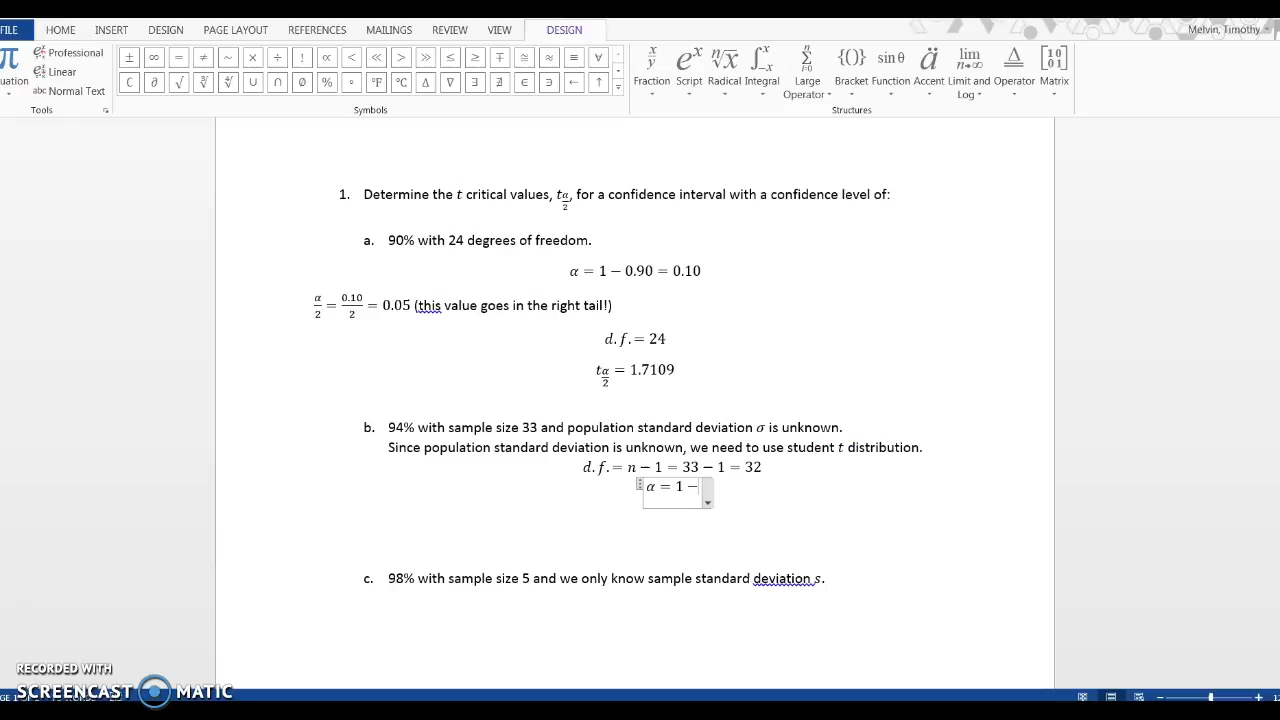 FILE HOME INSERT DESIGN PAGE LAYOUT REFERENCES MAILINGS REVIEW VIEW DESIGN Melvin, Timothy
π Professional
Linear
abc Normal Text
Tools
± ∞ = ≠ ~ × ÷ ! ∝ < ≪ > ≫ ≤ ≥ ∓ ≅ ≈ ≡ ∀
∁ ∂ √ ∛ ∜ ∪ ∩ ∅ % ° °F °C ∆ ∇ ∃ ∄ ∈ ∋ ← ↑
Symbols
Fraction Script Radical Integral Large Operator Bracket Function Accent Limit and Log Operator Matrix
Structures
1. Determine the t critical values, t_{α/2}, for a confidence interval with a confidence level of:
a. 90% with 24 degrees of freedom.
α = 1 − 0.90 = 0.10
α/2 = 0.10/2 = 0.05 (this value goes in the right tail!)
d.f. = 24
t_{α/2} = 1.7109
b. 94% with sample size 33 and population standard deviation σ is unknown.
Since population standard deviation is unknown, we need to use student t distribution.
d.f. = n − 1 = 33 − 1 = 32
α = 1 −
c. 98% with sample size 5 and we only know sample standard deviation s.
RECORDED WITH
SCREENCAST MATIC